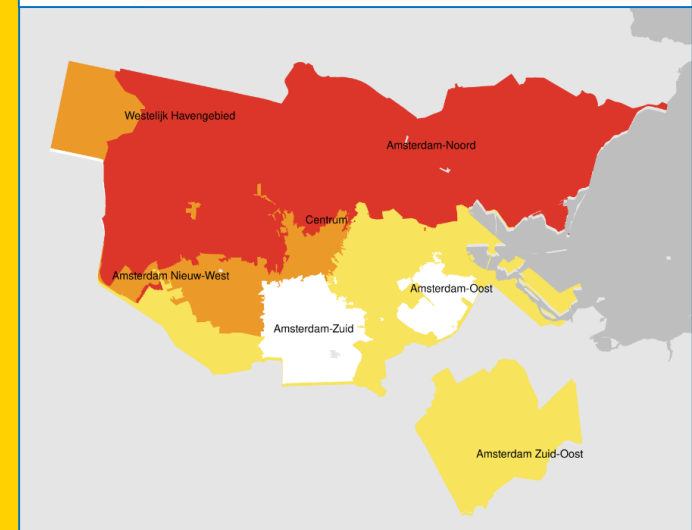 Westelijk Havengebied
Amsterdam-Noord
Centrum
Amsterdam Nieuw-West
Amsterdam-Oost
Amsterdam-Zuid
Amsterdam Zuid-Oost